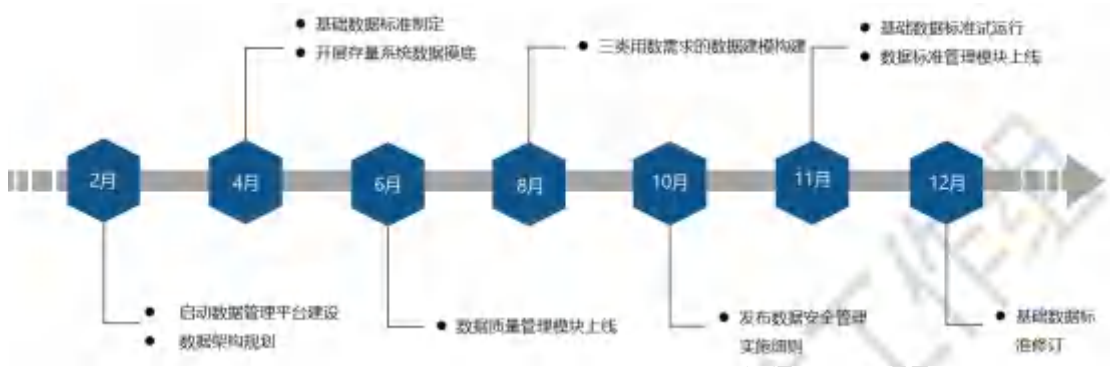 基础数据标准制定
开展存量系统数据摸底
三类用数需求的数据建模构建
基础数据标准试运行
数据标准管理模块上线
2月
4月
6月
8月
10月
11月
12月
启动数据管理平台建设
数据架构规划
数据质量管理模块上线
发布数据安全管理
实施细则
基础数据标
准修订